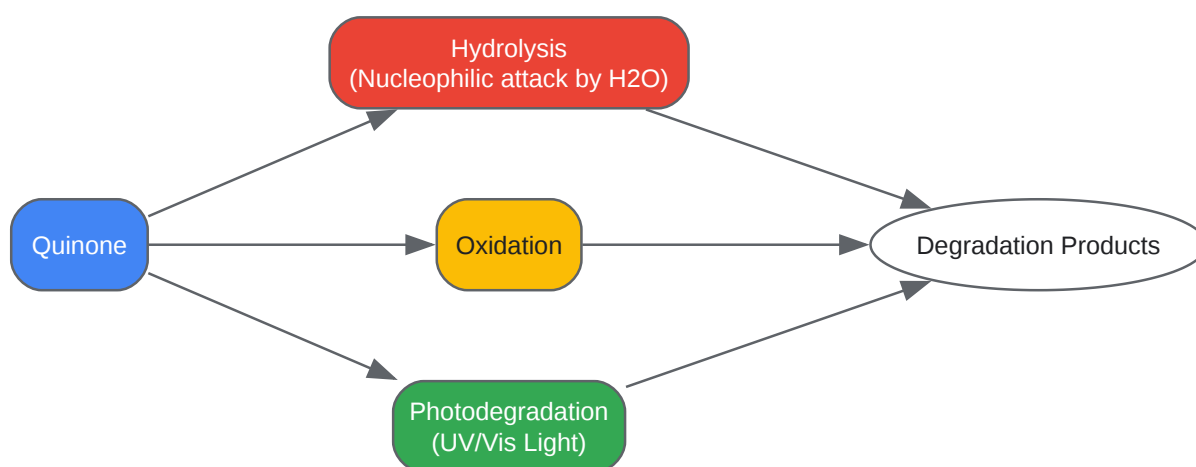 Hydrolysis
(Nucleophilic attack by H2O)
Quinone
Oxidation
Degradation Products
Photodegradation
(UV/Vis Light)